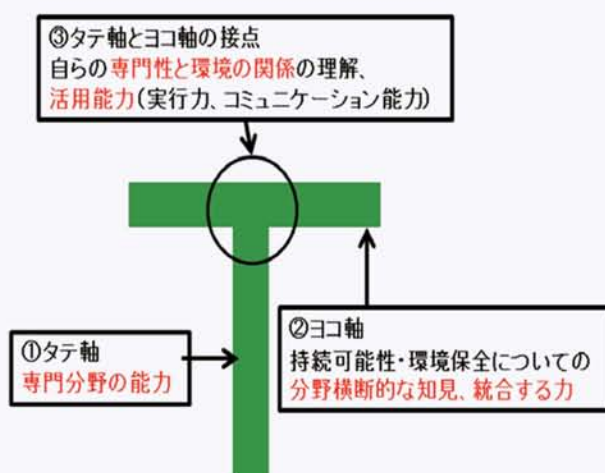 ③タテ軸とヨコ軸の接点
自らの専門性と環境の関係の理解、
活用能力(実行力、コミュニケーション能力)
①タテ軸
専門分野の能力
②ヨコ軸
持続可能性・環境保全についての
分野横断的な知見、統合する力